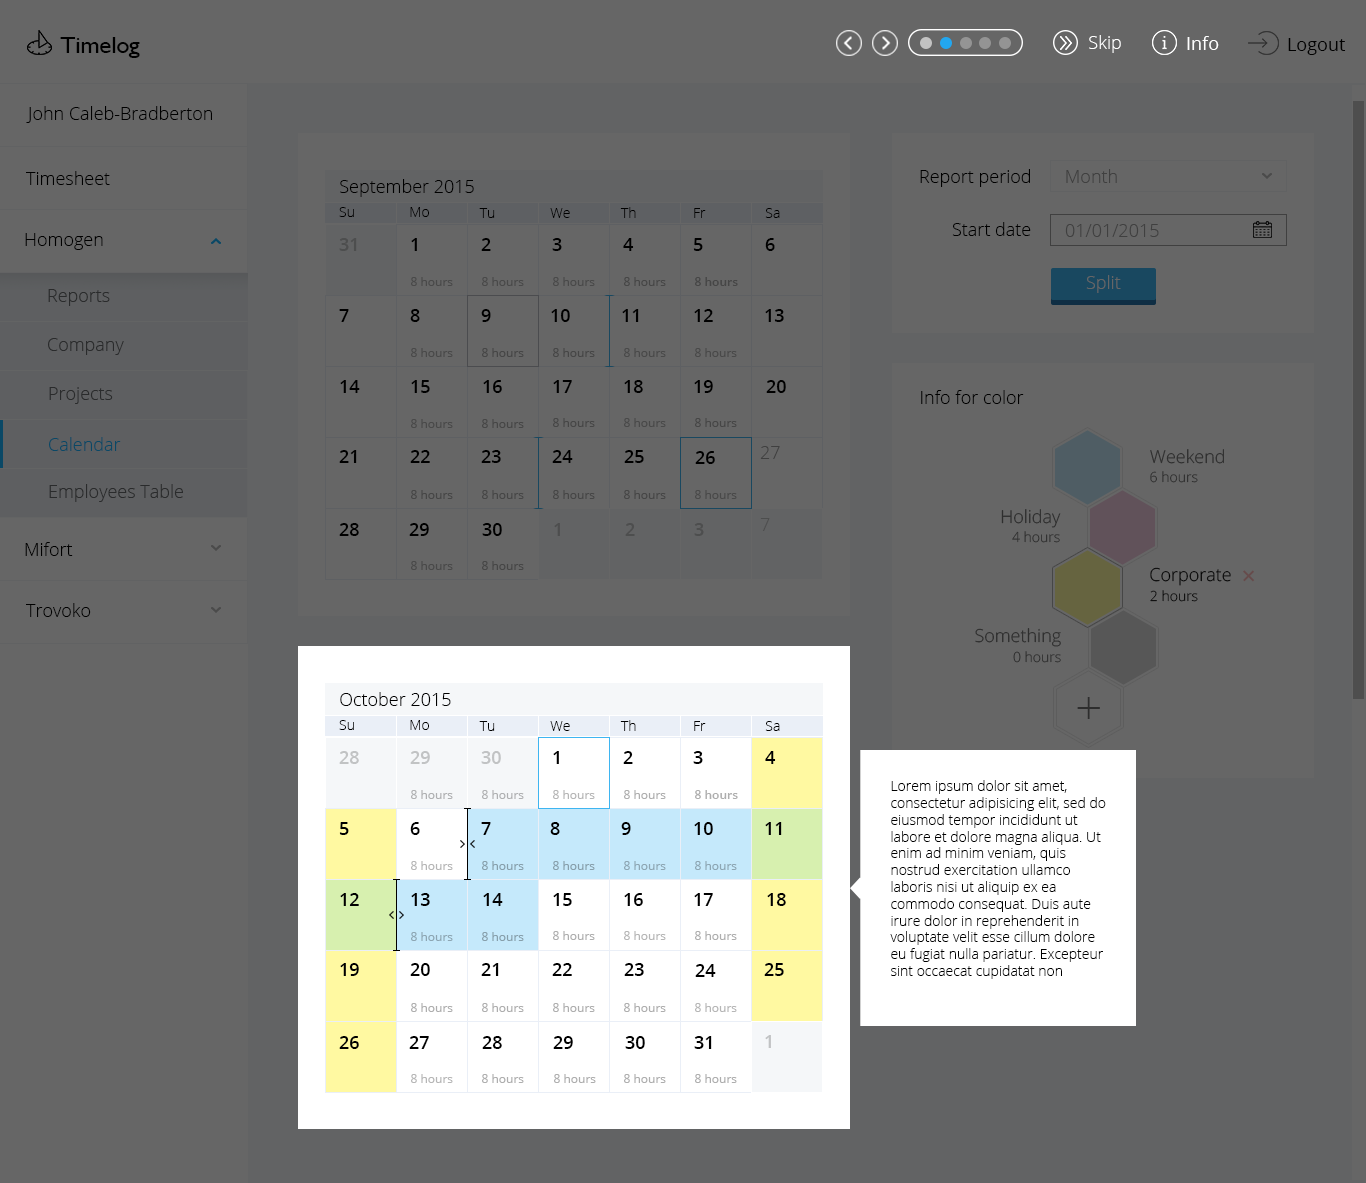 Timelog
Skip
Info
Logout
John Caleb-Bradberton
Timesheet
Homogen
Reports
Company
Projects
Calendar
Employees Table
Mifort
Trovoko
September 2015
Su Mo Tu We Th Fr Sa
31 1 2 3 4 5 6
8 hours 8 hours 8 hours 8 hours 8 hours
7 8 9 10 11 12 13
8 hours 8 hours 8 hours 8 hours 8 hours
14 15 16 17 18 19 20
8 hours 8 hours 8 hours 8 hours 8 hours
21 22 23 24 25 26 27
8 hours 8 hours 8 hours 8 hours 8 hours
28 29 30 1 2 3 7
8 hours 8 hours
Report period Month
Start date 01/01/2015
Split
Info for color
Weekend
6 hours
Holiday
4 hours
Corporate
2 hours
Something
0 hours
October 2015
Su Mo Tu We Th Fr Sa
28 29 30 1 2 3 4
8 hours 8 hours 8 hours 8 hours 8 hours
5 6 7 8 9 10 11
8 hours 8 hours 8 hours 8 hours 8 hours
12 13 14 15 16 17 18
8 hours 8 hours 8 hours 8 hours 8 hours
19 20 21 22 23 24 25
8 hours 8 hours 8 hours 8 hours 8 hours
26 27 28 29 30 31 1
8 hours 8 hours 8 hours 8 hours 8 hours
Lorem ipsum dolor sit amet,
consectetur adipisicing elit, sed do
eiusmod tempor incididunt ut
labore et dolore magna aliqua. Ut
enim ad minim veniam, quis
nostrud exercitation ullamco
laboris nisi ut aliquip ex ea
commodo consequat. Duis aute
irure dolor in reprehenderit in
voluptate velit esse cillum dolore
eu fugiat nulla pariatur. Excepteur
sint occaecat cupidatat non